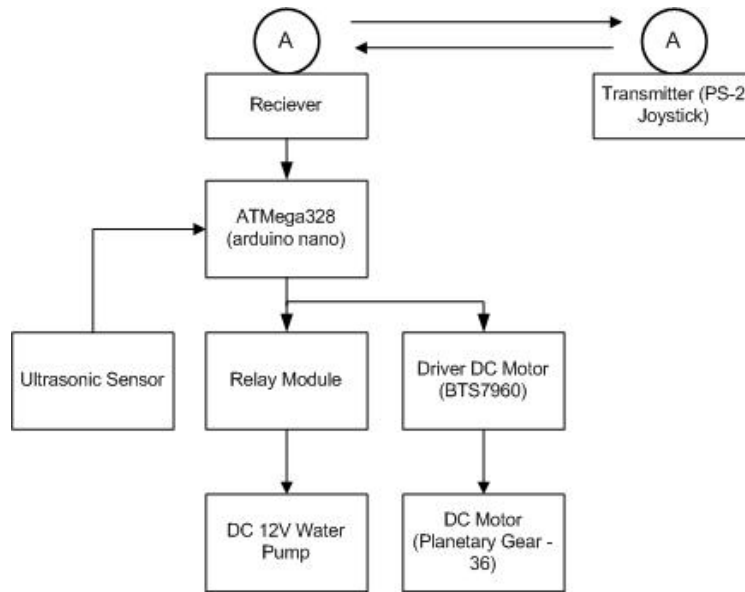 A
A
Reciever
Transmitter (PS-2
Joystick)
ATMega328
(arduino nano)
Ultrasonic Sensor
Relay Module
Driver DC Motor
(BTS7960)
DC 12V Water
Pump
DC Motor
(Planetary Gear -
36)